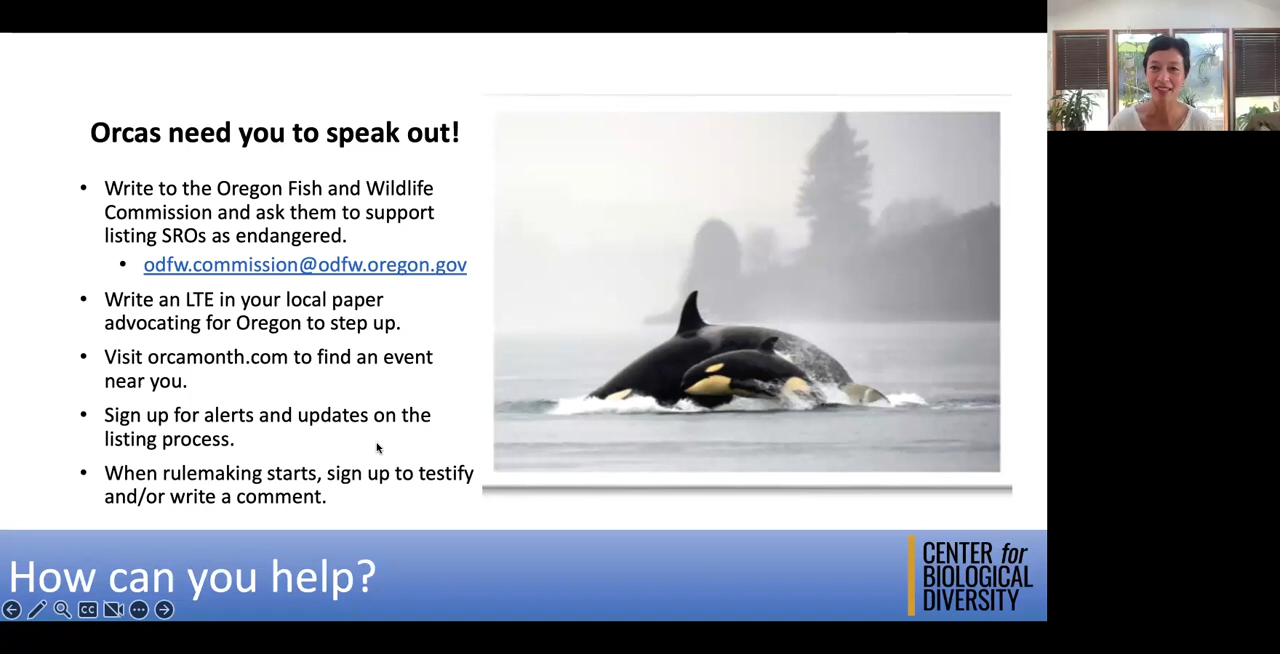 Orcas need you to speak out!
• Write to the Oregon Fish and Wildlife
Commission and ask them to support
listing SROs as endangered.
• odfw.commission@odfw.oregon.gov
• Write an LTE in your local paper
advocating for Oregon to step up.
• Visit orcamonth.com to find an event
near you.
• Sign up for alerts and updates on the
listing process.
• When rulemaking starts, sign up to testify
and/or write a comment.
How can you help?
CC
CENTER for
BIOLOGICAL
DIVERSITY